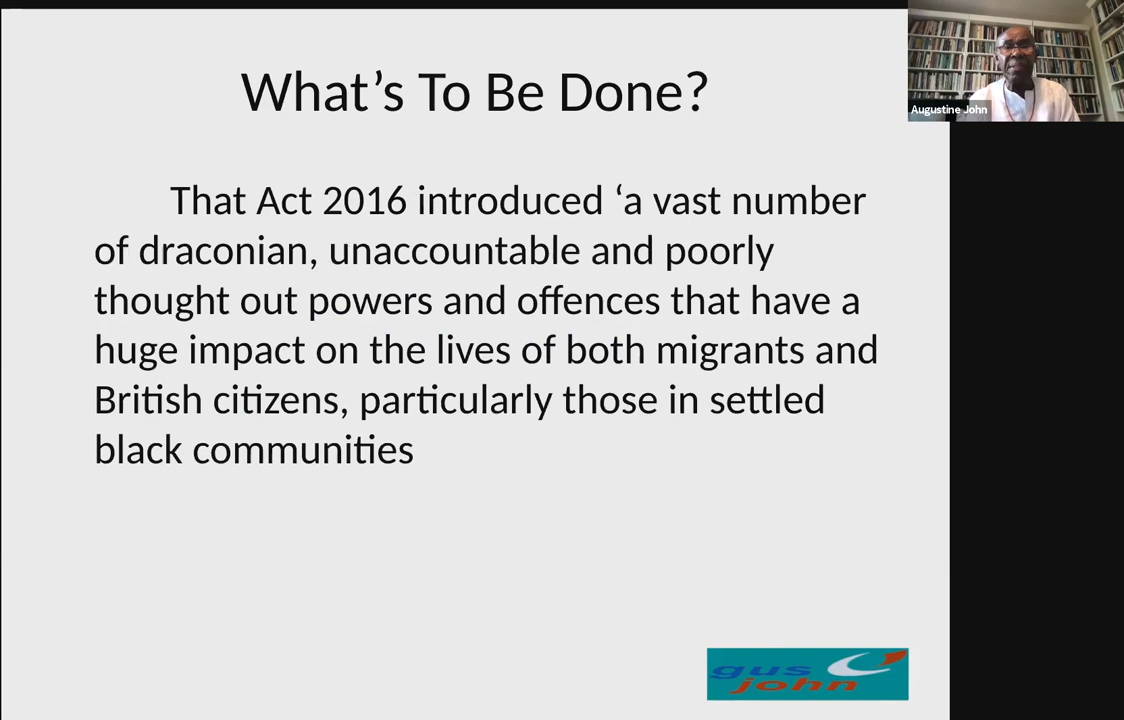 What’s To Be Done?
Augustine John
That Act 2016 introduced ‘a vast number
of draconian, unaccountable and poorly
thought out powers and offences that have a
huge impact on the lives of both migrants and
British citizens, particularly those in settled
black communities
gus
john